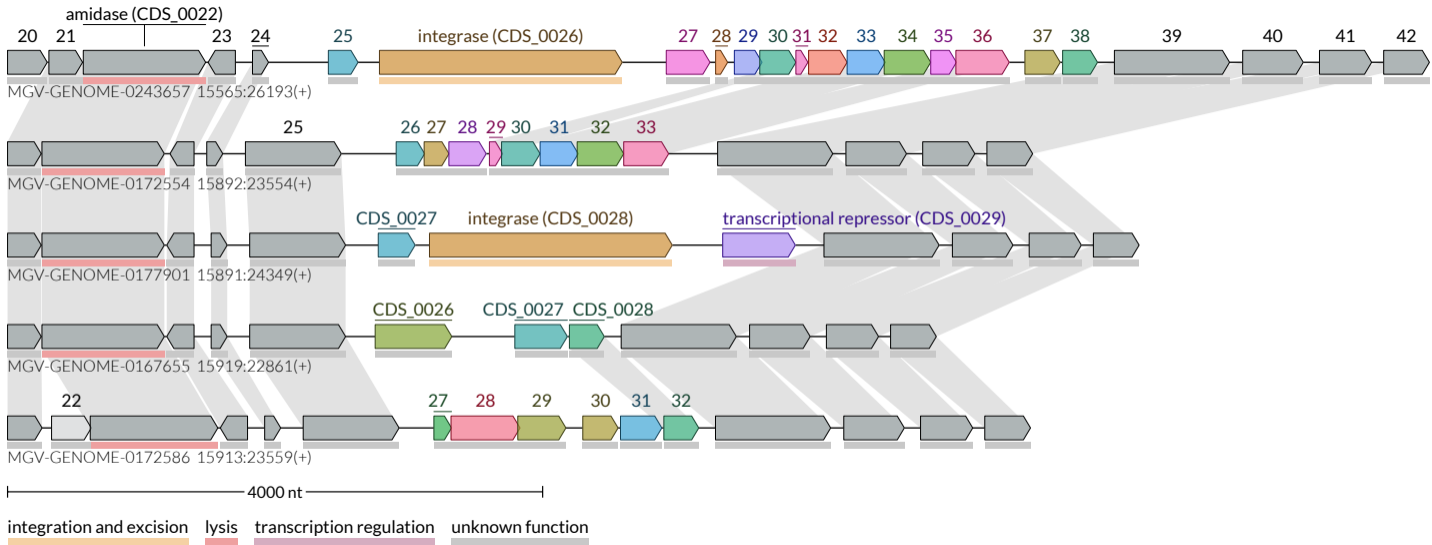 amidase (CDS_0022)
20 21 23 24 25 integrase (CDS_0026) 27 28 29 30 31 32 33 34 35 36 37 38 39 40 41 42
MGV-GENOME-0243657 15565:26193(+)
25 26 27 28 29 30 31 32 33
MGV-GENOME-0172554 15892:23554(+)
CDS_0027 integrase (CDS_0028) transcriptional repressor (CDS_0029)
MGV-GENOME-0177901 15891:24349(+)
CDS_0026 CDS_0027 CDS_0028
MGV-GENOME-0167655 15919:22861(+)
22 27 28 29 30 31 32
MGV-GENOME-0172586 15913:23559(+)
4000 nt
integration and excision lysis transcription regulation unknown function